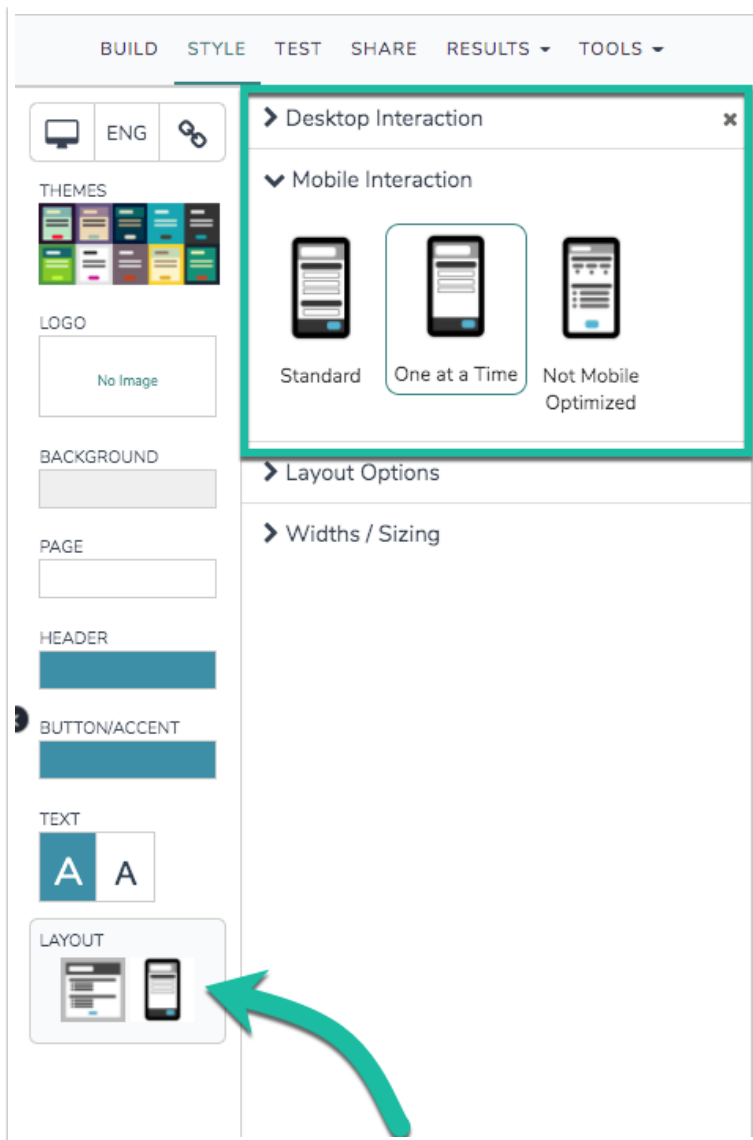 BUILD STYLE TEST SHARE RESULTS TOOLS
ENG
THEMES
LOGO
No Image
BACKGROUND
PAGE
HEADER
BUTTON/ACCENT
TEXT
A A
LAYOUT
Desktop Interaction
Mobile Interaction
Standard
One at a Time
Not Mobile
Optimized
Layout Options
Widths / Sizing